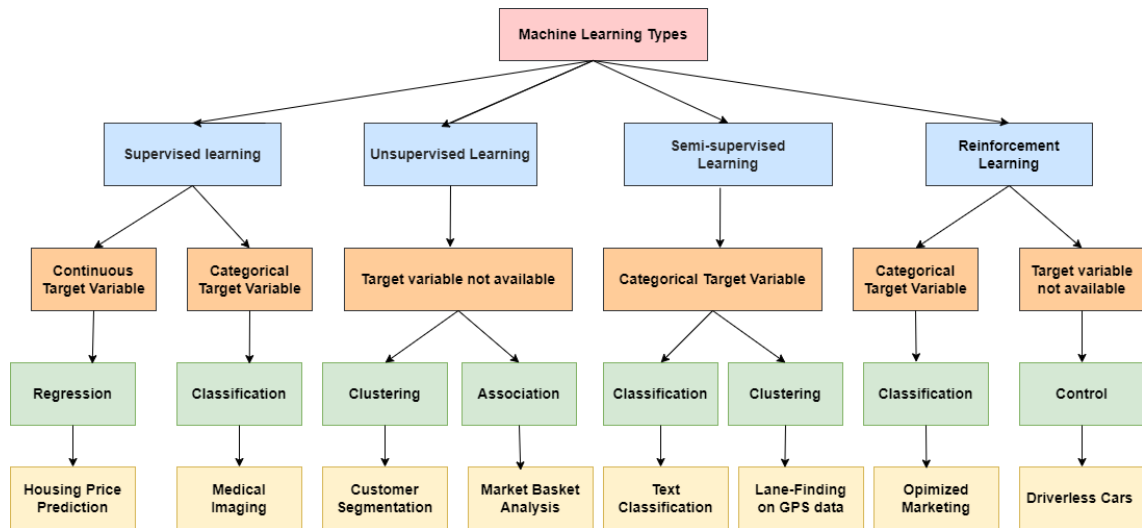 Machine Learning Types
Supervised learning
Unsupervised Learning
Semi-supervised
Learning
Reinforcement
Learning
Continuous
Target Variable
Categorical
Target Variable
Target variable not available
Categorical Target Variable
Categorical
Target Variable
Target variable
not available
Regression
Classification
Clustering
Association
Classification
Clustering
Classification
Control
Housing Price
Prediction
Medical
Imaging
Customer
Segmentation
Market Basket
Analysis
Text
Classification
Lane-Finding
on GPS data
Opimized
Marketing
Driverless Cars